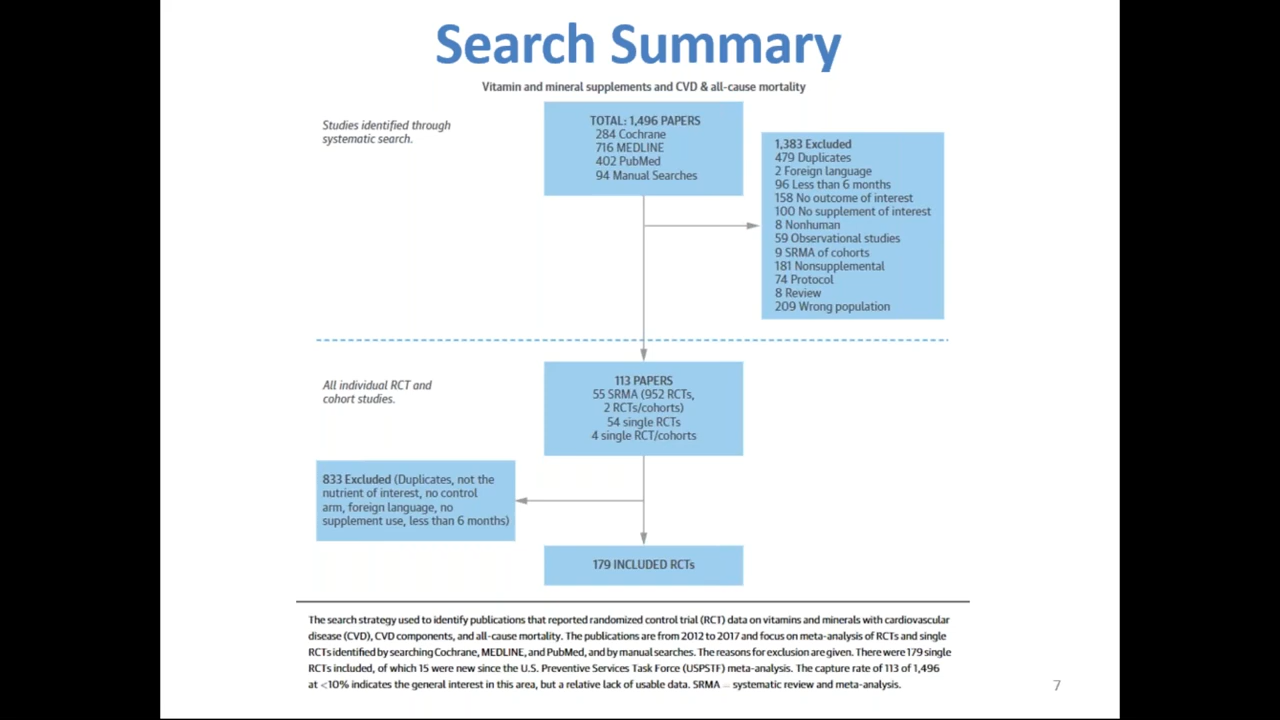 Search Summary
Vitamin and mineral supplements and CVD & all-cause mortality
Studies identified through
systematic search.
TOTAL: 1,496 PAPERS
284 Cochrane
716 MEDLINE
402 PubMed
94 Manual Searches
1,383 Excluded
479 Duplicates
2 Foreign language
96 Less than 6 months
158 No outcome of interest
100 No supplement of interest
8 Nonhuman
59 Observational studies
9 SRMA of cohorts
181 Nonsupplemental
74 Protocol
8 Review
209 Wrong population
All individual RCT and
cohort studies.
113 PAPERS
55 SRMA (952 RCTs,
2 RCTs/cohorts)
54 single RCTs
4 single RCT/cohorts
833 Excluded (Duplicates, not the
nutrient of interest, no control
arm, foreign language, no
supplement use, less than 6 months)
179 INCLUDED RCTs
The search strategy used to identify publications that reported randomized control trial (RCT) data on vitamins and minerals with cardiovascular
disease (CVD), CVD components, and all-cause mortality. The publications are from 2012 to 2017 and focus on meta-analysis of RCTs and single
RCTs identified by searching Cochrane, MEDLINE, and PubMed, and by manual searches. The reasons for exclusion are given. There were 179 single
RCTs included, of which 15 were new since the U.S. Preventive Services Task Force (USPSTF) meta-analysis. The capture rate of 113 of 1,496
at <10% indicates the general interest in this area, but a relative lack of usable data. SRMA = systematic review and meta-analysis.
7